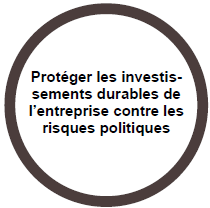 Protéger les investis-
sements durables de
l’entreprise contre les
risques politiques